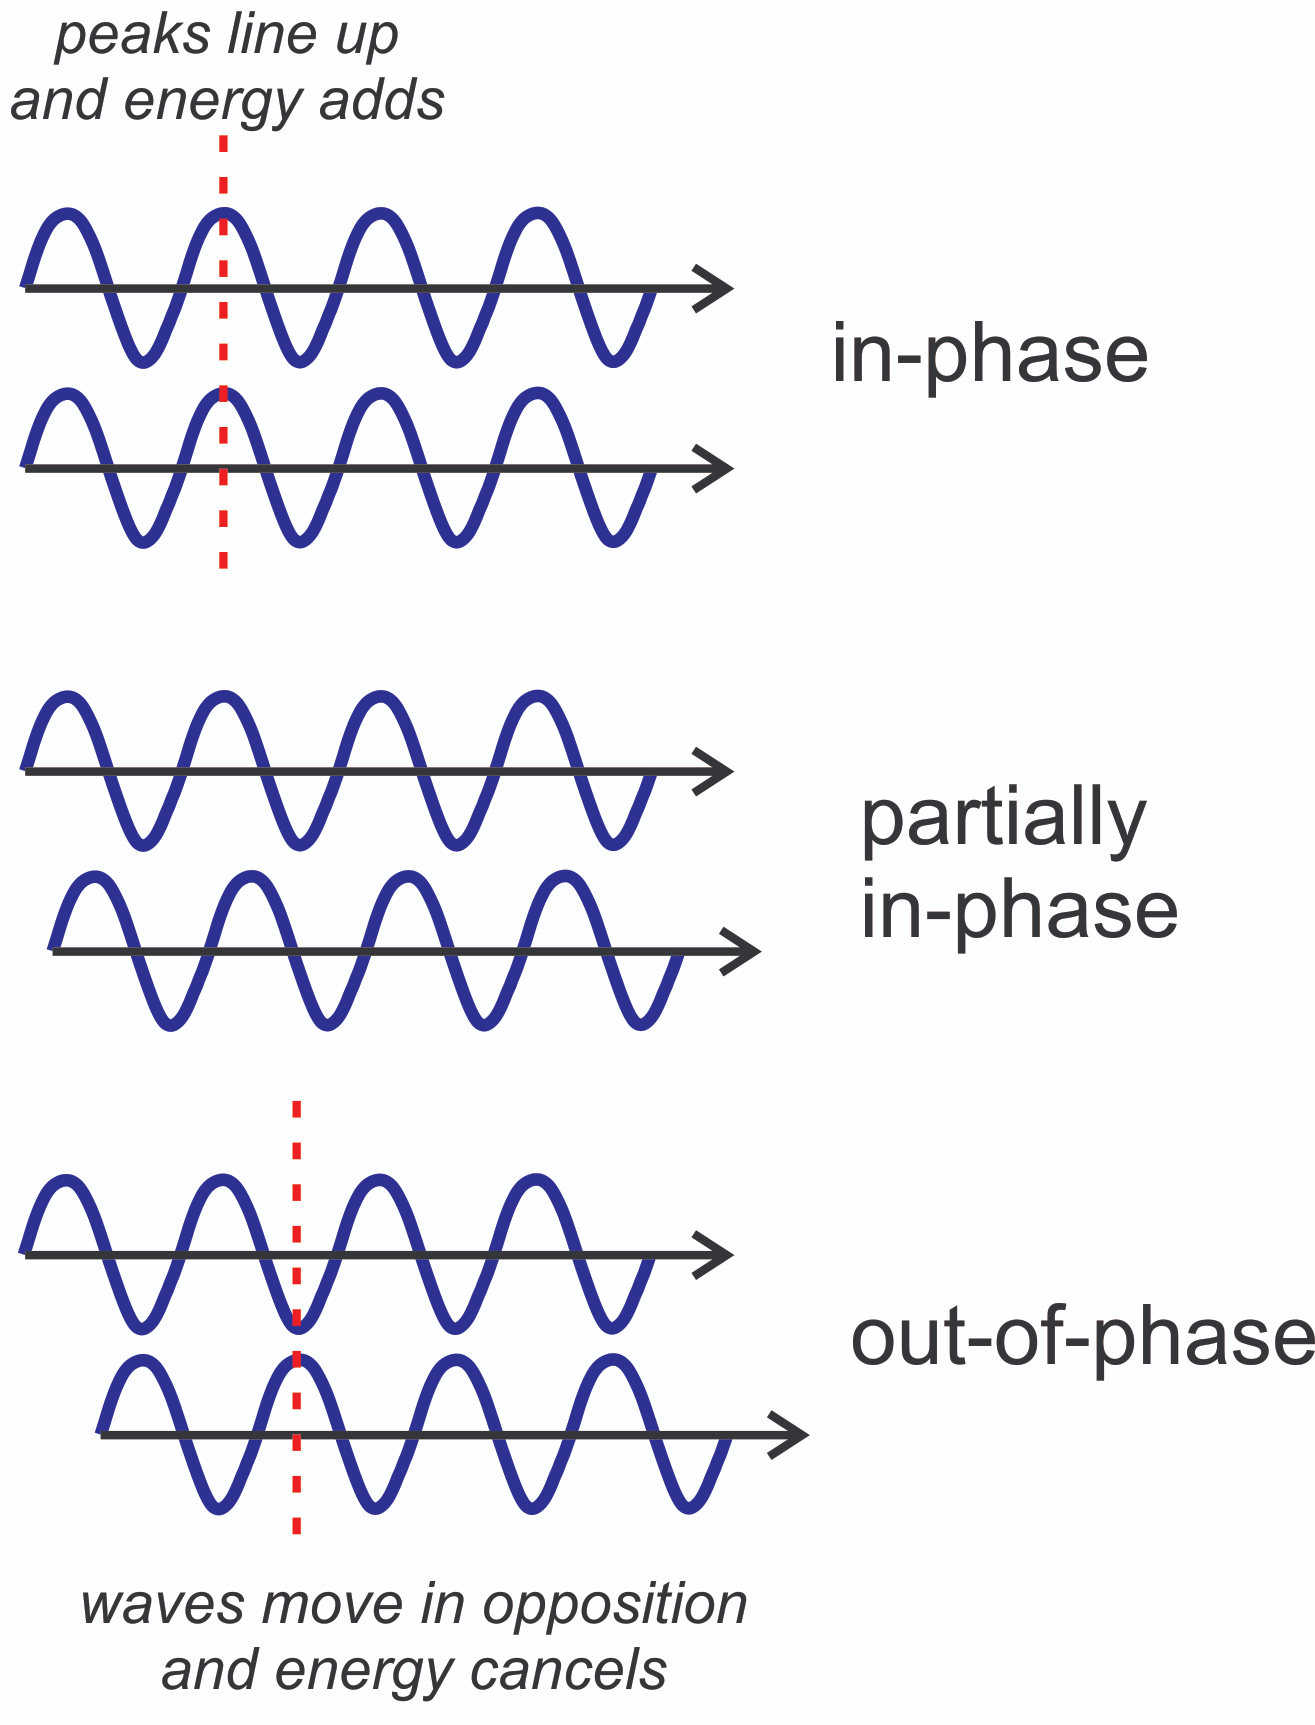 peaks line up
and energy adds
in-phase
partially
in-phase
out-of-phase
waves move in opposition
and energy cancels